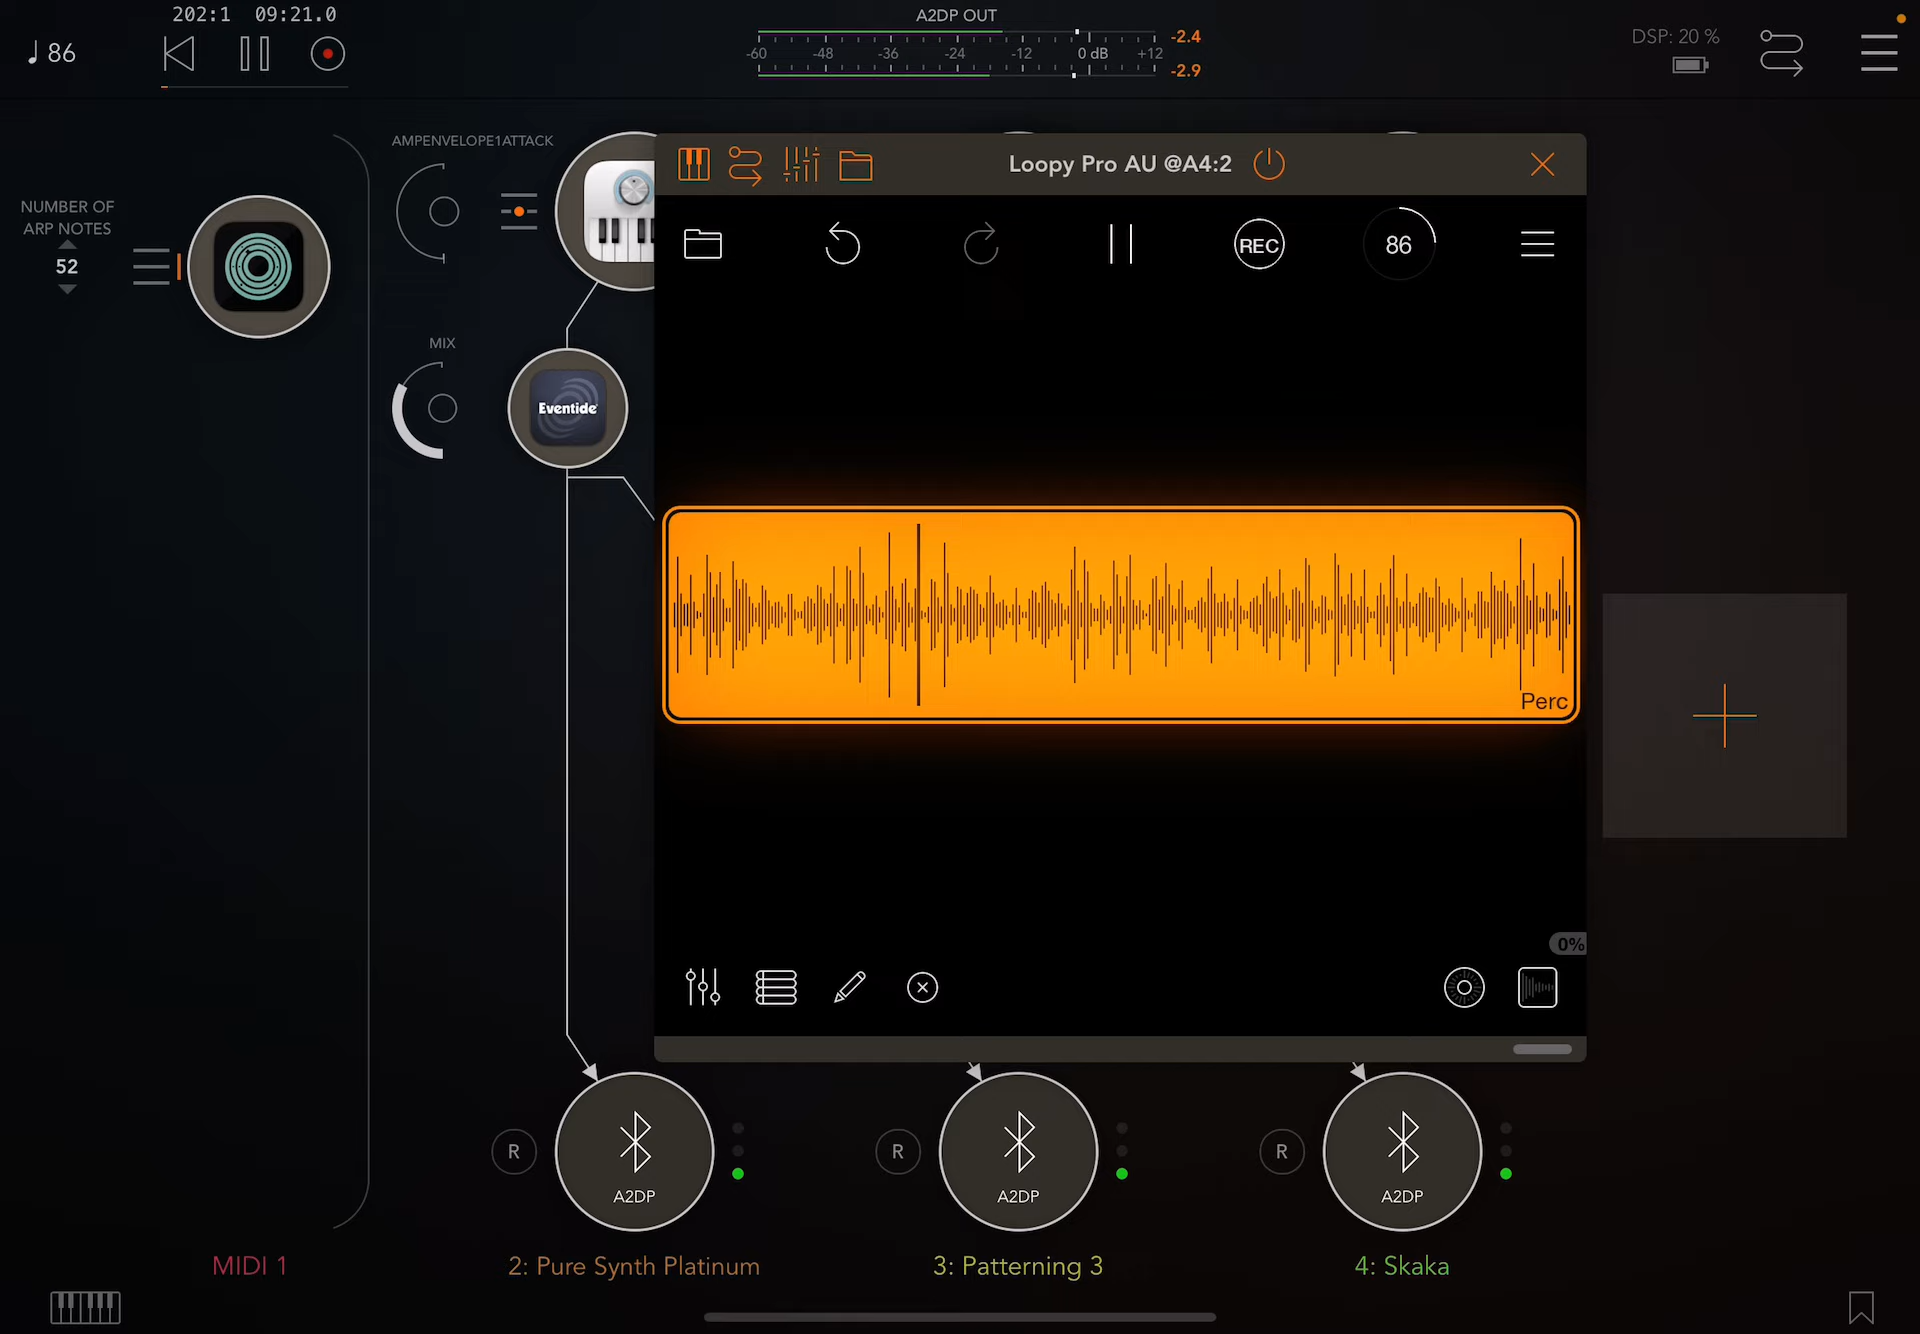 202:1 09:21.0
86
A2DP OUT
-60 -48 -36 -24 -12 0 dB +12
-2.4
-2.9
DSP: 20 %
NUMBER OF
ARP NOTES
52
AMPENVELOPE1ATTACK
MIX
Eventide
Loopy Pro AU @A4:2
REC
86
Perc
0%
R
A2DP
R
A2DP
R
A2DP
MIDI 1
2: Pure Synth Platinum
3: Patterning 3
4: Skaka